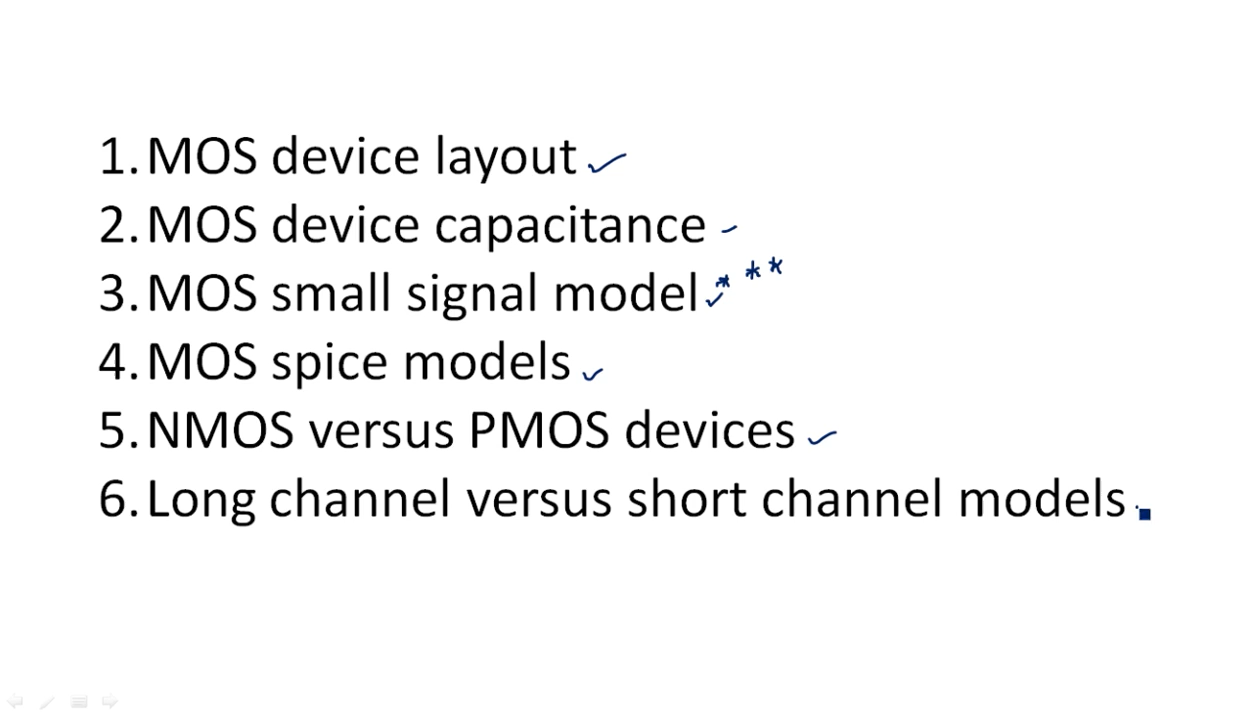 1. MOS device layout
2. MOS device capacitance
3. MOS small signal model ***
4. MOS spice models
5. NMOS versus PMOS devices
6. Long channel versus short channel models